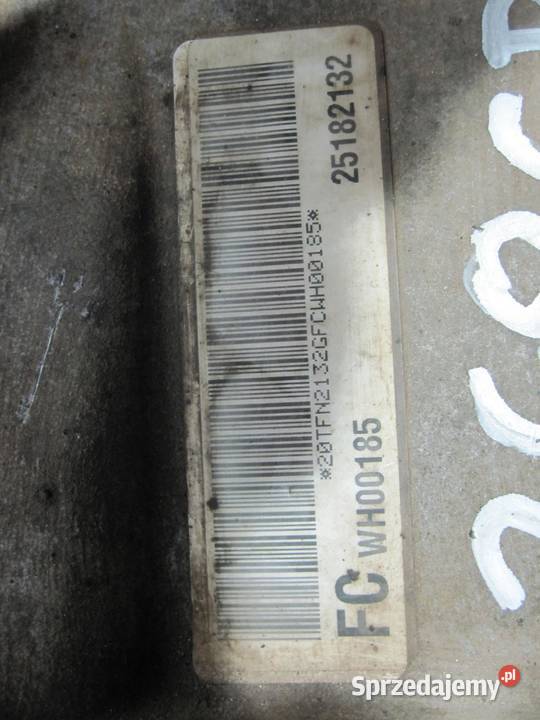 25182132
*20TFN2132GFCWH00185*
FC WH00185
Sprzedajemy.pl